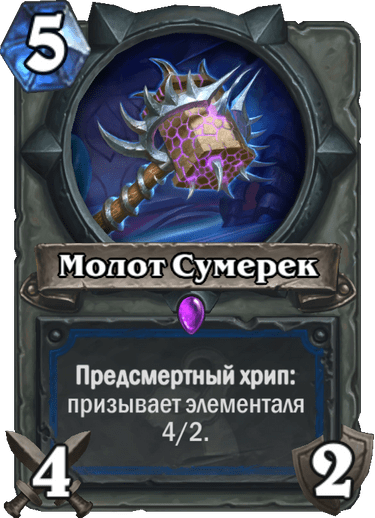 5
Молот Сумерек
Предсмертный хрип:
призывает элементаля
4/2.
4
2